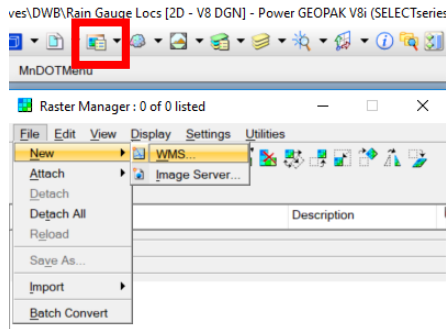 ves\DWB\Rain Gauge Locs [2D - V8 DGN] - Power GEOPAK V8i (SELECTseries
MnDOTMenu
Raster Manager : 0 of 0 listed
File Edit View Display Settings Utilities
New WMS...
Attach Image Server...
Detach
Detach All Description
Reload
Save As...
Import
Batch Convert